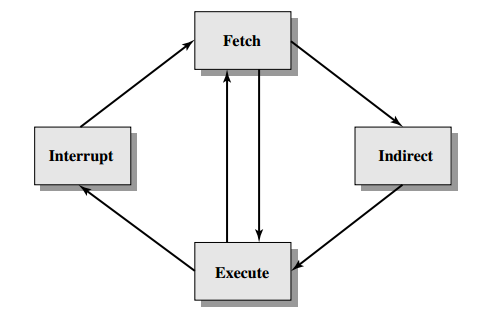 Fetch
Interrupt
Indirect
Execute